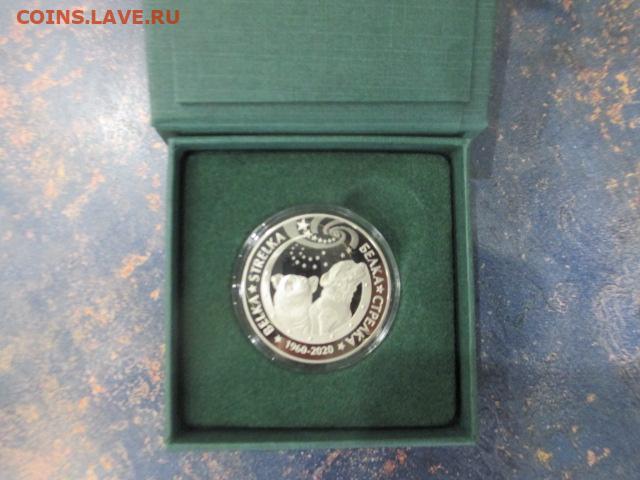 COINS.LAVE.RU
BELKA ★ STRELKA
БЕЛКА ★ СТРЕЛКА
★ 1960-2020 ★